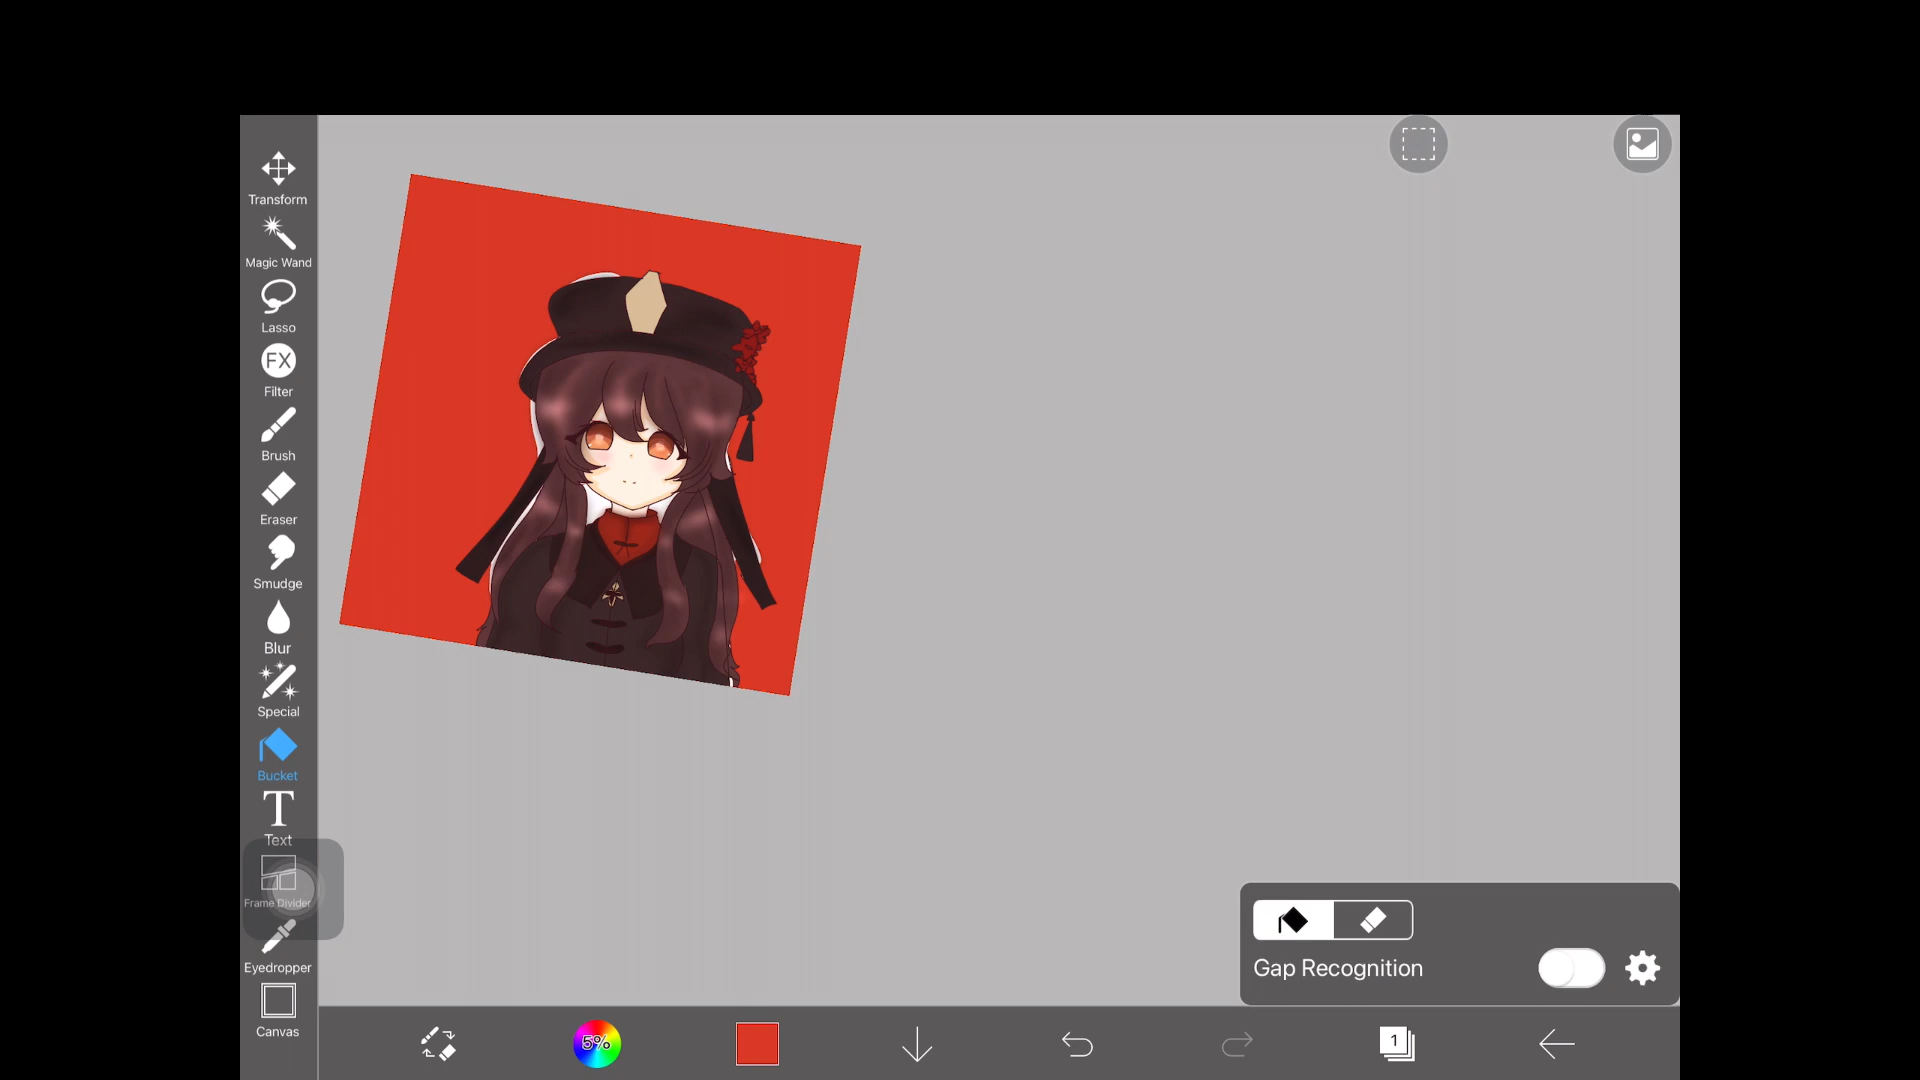 Transform
Magic Wand
Lasso
FX
Filter
Brush
Eraser
Smudge
Blur
Special
Bucket
T
Text
Frame Divider
Eyedropper
Canvas
Gap Recognition
5%
1